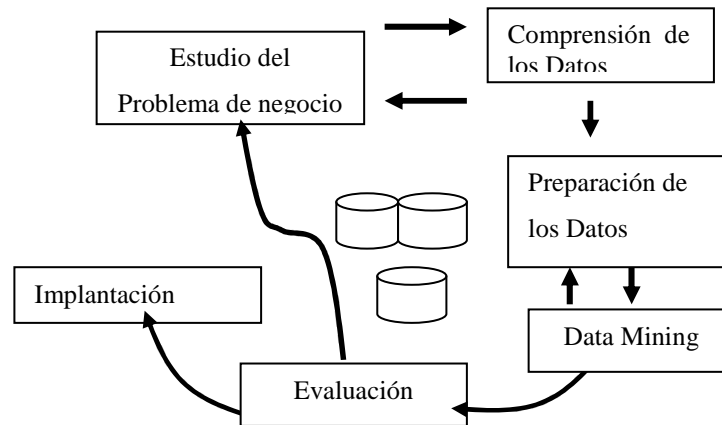 Estudio del
Problema de negocio
Comprensión de
los Datos
Preparación de
los Datos
Data Mining
Evaluación
Implantación